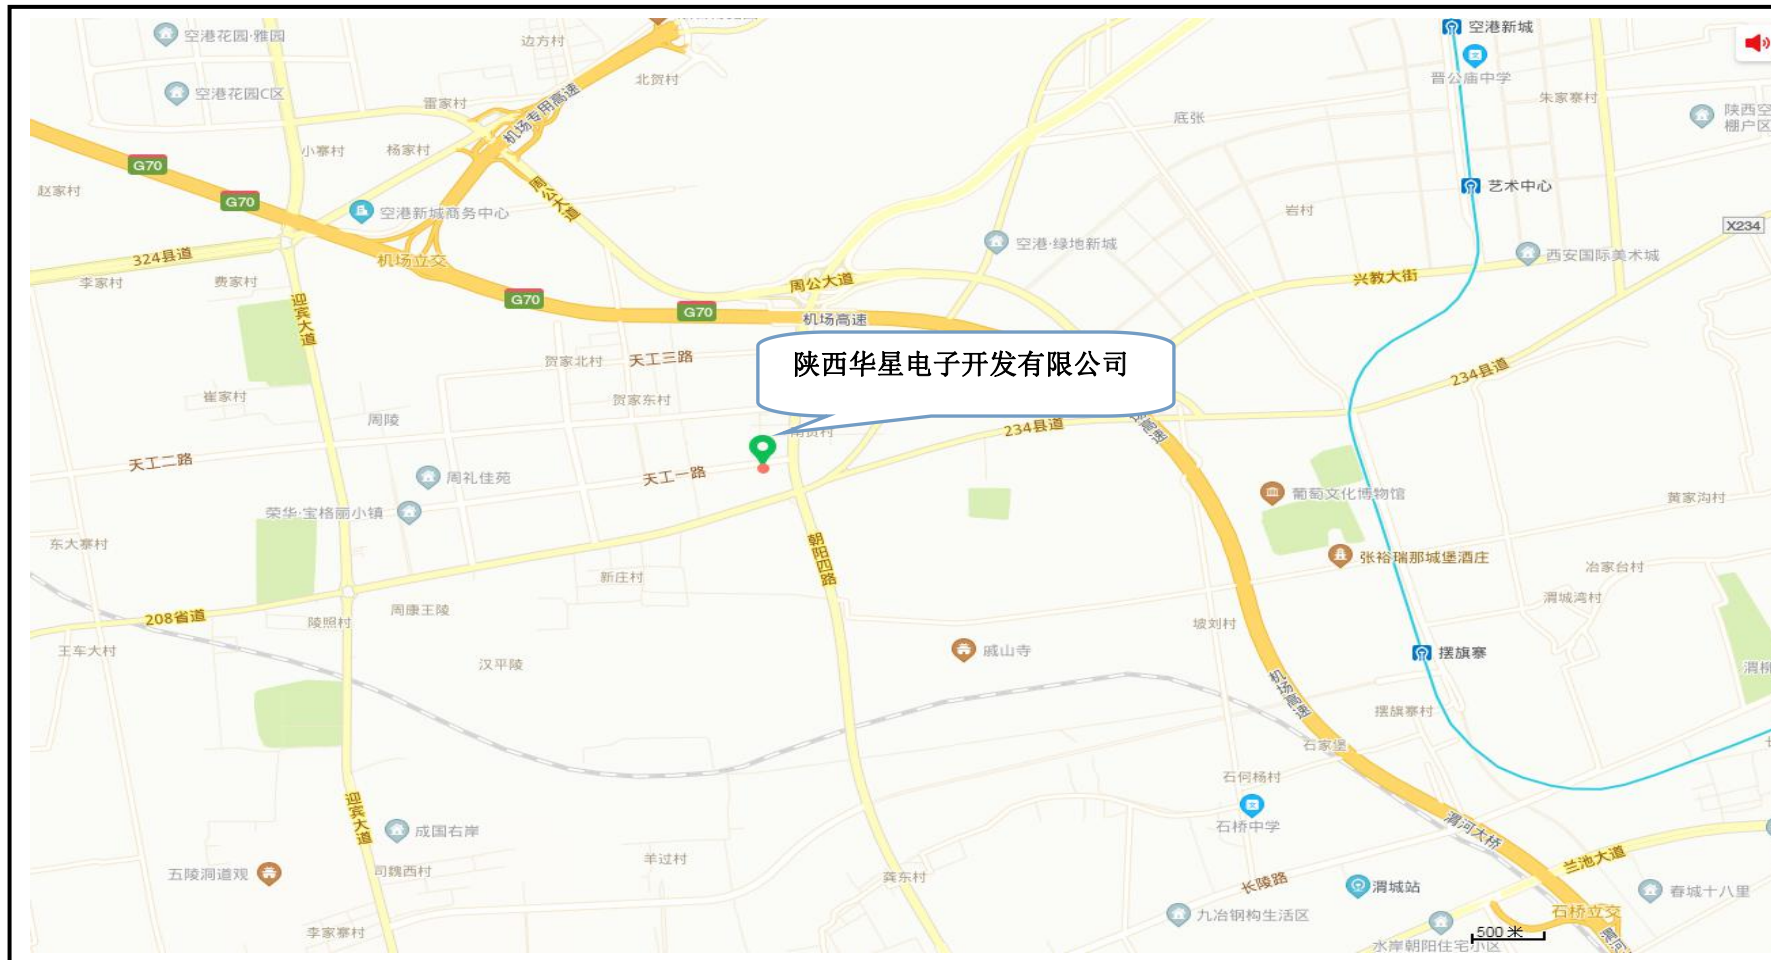 空港花园·雅园
边方村
空港新城
北贺村
晋公庙中学
空港花园C区
雷家村
机场专用高速
底张
朱家寨村
陕西空
棚户区
小寨村
杨家村
G70
赵家村
G70
空港新城商务中心
周公大道
艺术中心
岩村
X234
空港·绿地新城
西安国际美术城
324县道
机场立交
李家村
费家村
周公大道
兴教大街
G70
G70
迎宾大道
机场高速
贺家北村
天工三路
陕西华星电子开发有限公司
234县道
崔家村
贺家东村
周陵
234县道
天工二路
周礼佳苑
天工一路
葡萄文化博物馆
黄家沟村
荣华·宝格丽小镇
东大寨村
朝阳四路
张裕瑞那城堡酒庄
新庄村
冶家台村
渭城湾村
208省道
陵照村
周康王陵
坡刘村
王车大村
汉平陵
戚山寺
摆旗寨
机场高速
摆旗寨村
石家堡
石何杨村
迎宾大道
成国右岸
石桥中学
渭河大桥
五陵洞道观
司魏西村
羊过村
龚东村
长陵路
渭城站
兰池大道
春城十八里
九冶钢构生活区
石桥立交
李家寨村
500 米
水岸朝阳住宅小区